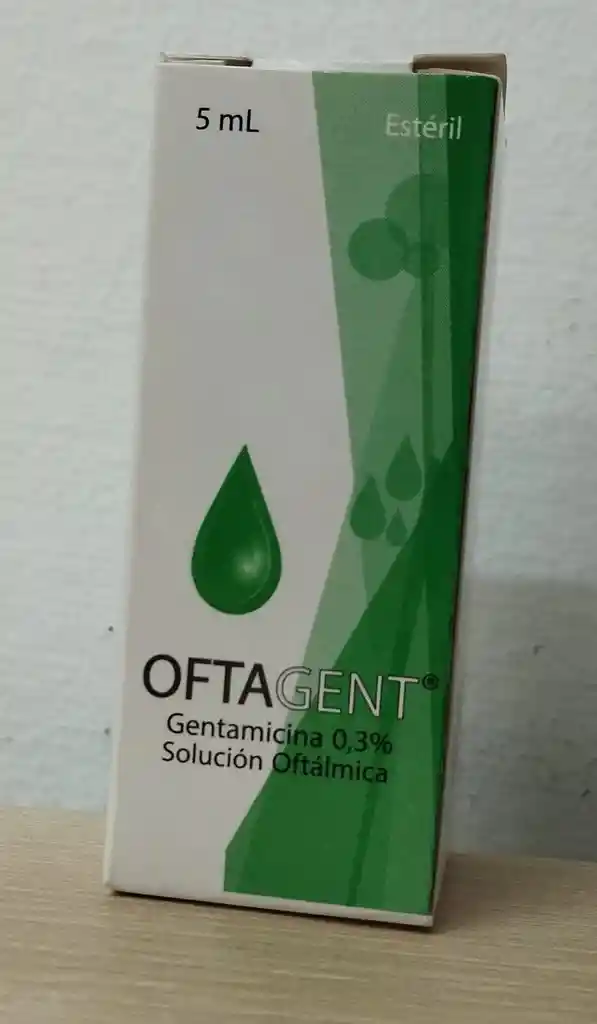 5 mL
Estéril
OFTAGENT®
Gentamicina 0,3%
Solución Oftálmica